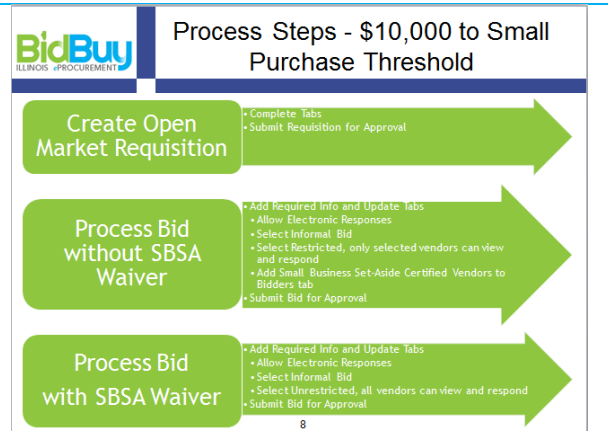 BidBuy
ILLINOIS ePROCUREMENT
Process Steps - $10,000 to Small
Purchase Threshold
Create Open
Market Requisition
• Complete Tabs
• Submit Requisition for Approval
Process Bid
without SBSA
Waiver
• Add Required Info and Update Tabs
• Allow Electronic Responses
• Select Informal Bid
• Select Restricted, only selected vendors can view
and respond
• Add Small Business Set-Aside Certified Vendors to
Bidders tab
• Submit Bid for Approval
Process Bid
with SBSA Waiver
• Add Required Info and Update Tabs
• Allow Electronic Responses
• Select Informal Bid
• Select Unrestricted, all vendors can view and respond
• Submit Bid for Approval
8